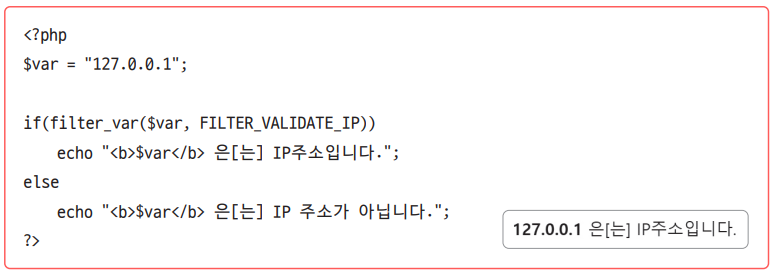 <?php
$var = "127.0.0.1";
if(filter_var($var, FILTER_VALIDATE_IP))
echo "<b>$var</b> 은[는] IP주소입니다.";
else
echo "<b>$var</b> 은[는] IP 주소가 아닙니다.";
?>
127.0.0.1 은[는] IP주소입니다.